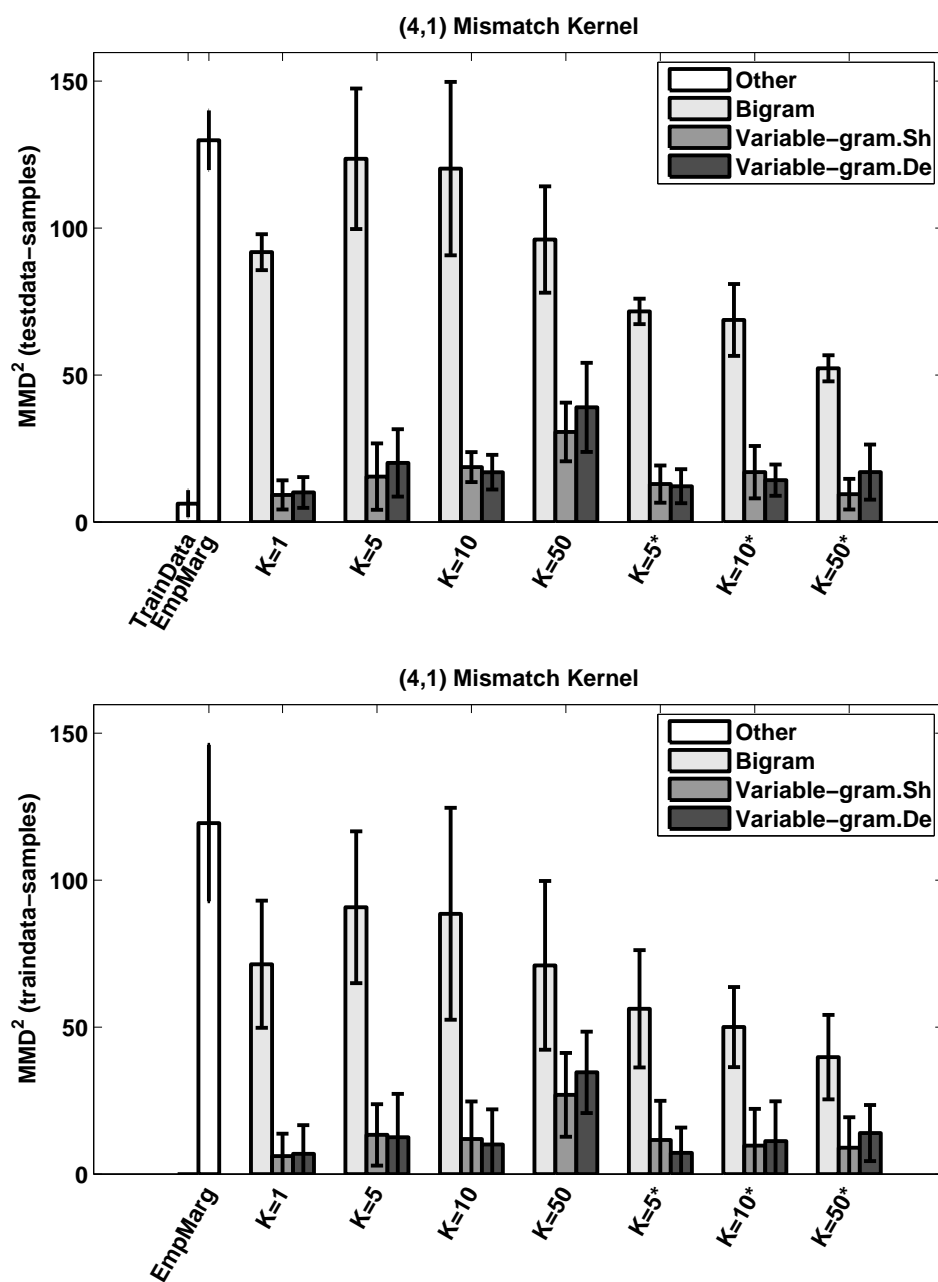 (4,1) Mismatch Kernel
150
100
50
0
MMD² (testdata−samples)
Other
Bigram
Variable−gram.Sh
Variable−gram.De
TrainData
EmpMarg
K=1
K=5
K=10
K=50
K=5*
K=10*
K=50*
(4,1) Mismatch Kernel
150
100
50
0
MMD² (traindata−samples)
Other
Bigram
Variable−gram.Sh
Variable−gram.De
EmpMarg
K=1
K=5
K=10
K=50
K=5*
K=10*
K=50*